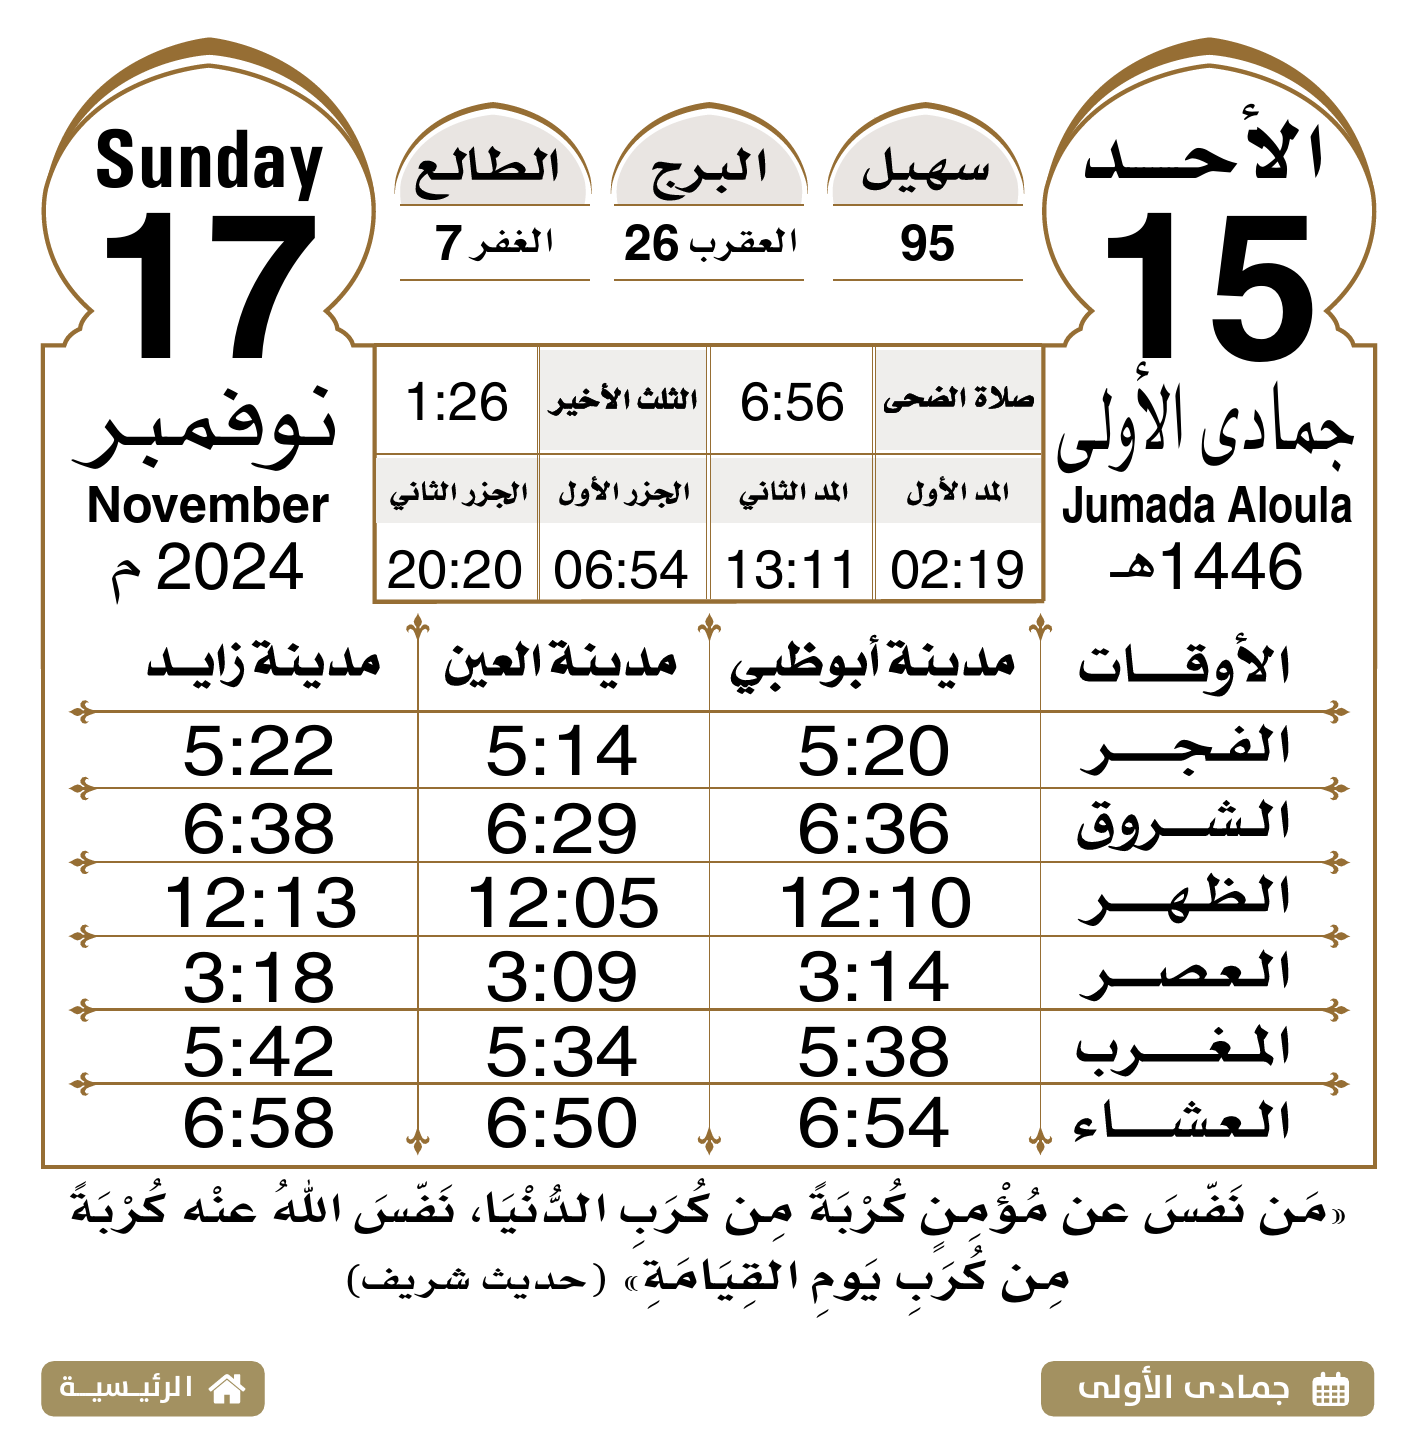 الأحد
15
جمادى الأولى
Jumada Aloula
1446هـ
سهيل
95
البرج
العقرب 26
الطالع
الغفر 7
Sunday
17
نوفمبر
November
2024 م
صلاة الضحى 6:56 الثلث الأخير 1:26
المد الأول المد الثاني الجزر الأول الجزر الثاني
02:19 13:11 06:54 20:20
الأوقات مدينة أبوظبي مدينة العين مدينة زايد
الفجر 5:20 5:14 5:22
الشروق 6:36 6:29 6:38
الظهر 12:10 12:05 12:13
العصر 3:14 3:09 3:18
المغرب 5:38 5:34 5:42
العشاء 6:54 6:50 6:58
«مَن نَفّسَ عن مُؤْمِنٍ كُرْبَةً مِن كُرَبِ الدُّنْيَا، نَفّسَ اللهُ عنْه كُرْبَةً
مِن كُرَبِ يَومِ القِيَامَةِ» (حديث شريف)
جمادى الأولى
الرئيسية